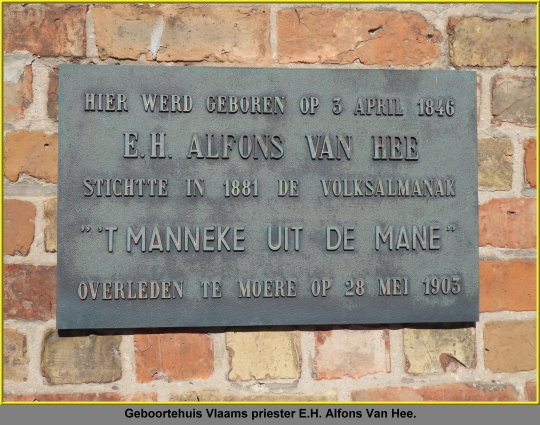 HIER WERD GEBOREN OP 3 APRIL 1846
E.H. ALFONS VAN HEE
STICHTTE IN 1881 DE VOLKSALMANAK
"'T MANNEKE UIT DE MANE"
OVERLEDEN TE MOERE OP 28 MEI 1903
Geboortehuis Vlaams priester E.H. Alfons Van Hee.